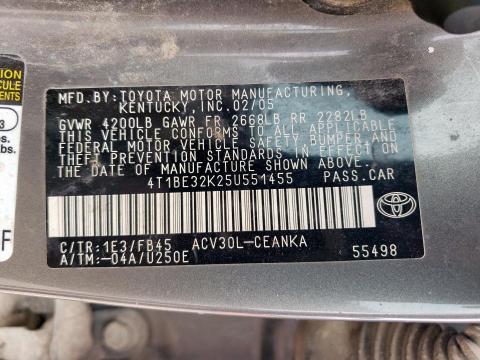 MFD.BY:TOYOTA MOTOR MANUFACTURING,
KENTUCKY,INC.02/05
GVWR 4200LB GAWR FR 2668LB RR 2282LB
THIS VEHICLE CONFORMS TO ALL APPLICABLE
FEDERAL MOTOR VEHICLE SAFETY BUMPER AND
THEFT PREVENTION STANDARDS IN EFFECT ON
THE DATE OF MANUFACTURE SHOWN ABOVE.
4T1BE32K25U551455 PASS.CAR
C/TR:1E3/FB45 ACV30L-CEANKA
A/TM:-04A/U250E 55498